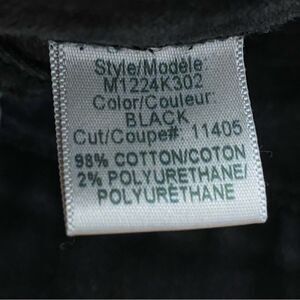 Style/Modèle
M1224K302
Color/Couleur:
BLACK
Cut/Coupe#: 11405
98% COTTON/COTON
2% POLYURETHANE/
POLYURÉTHANE